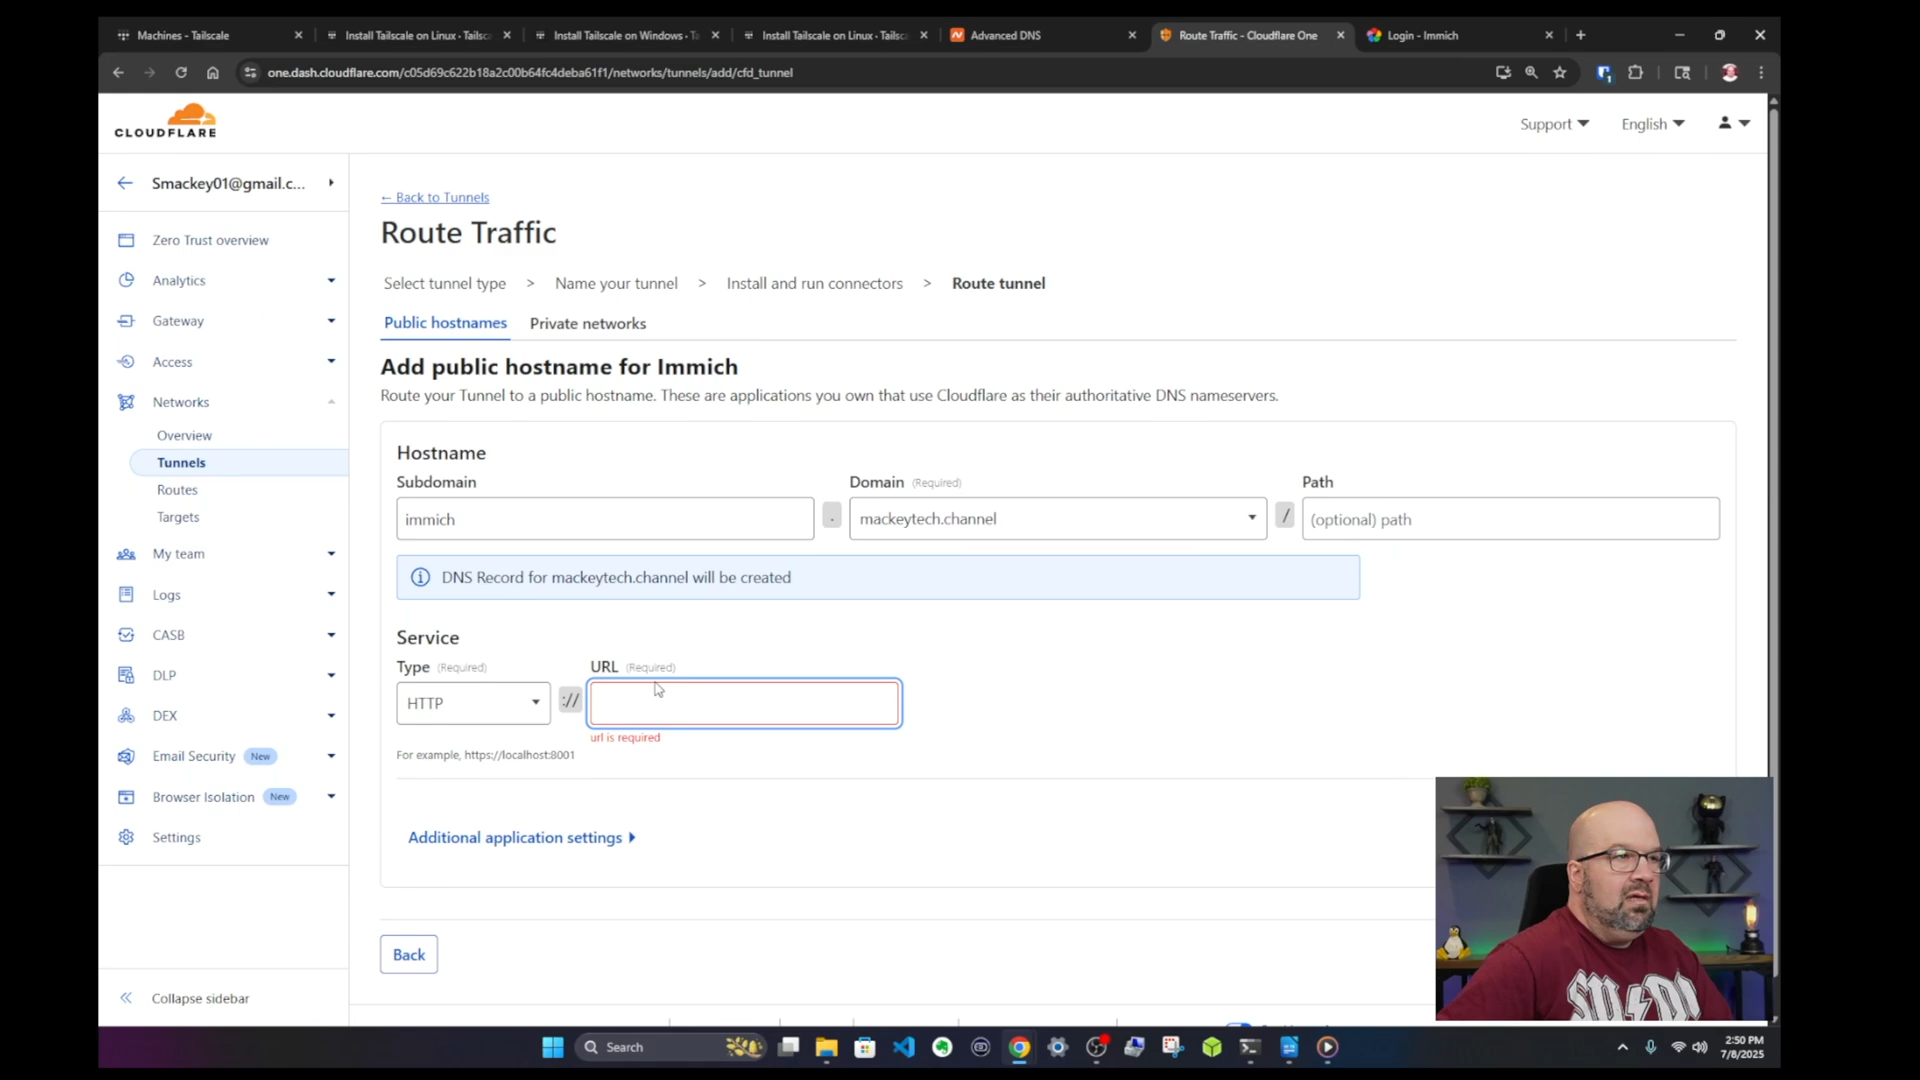 Machines - Tailscale
Install Tailscale on Linux · Tailsc
Install Tailscale on Windows · T
Install Tailscale on Linux · Tailsc
Advanced DNS
Route Traffic - Cloudflare One
Login - Immich
one.dash.cloudflare.com/c05d69c622b18a2c00b64fc4deba61f1/networks/tunnels/add/cfd_tunnel
CLOUDFLARE
Support
English
Smackey01@gmail.c...
Zero Trust overview
Analytics
Gateway
Access
Networks
Overview
Tunnels
Routes
Targets
My team
Logs
CASB
DLP
DEX
Email Security New
Browser Isolation New
Settings
Collapse sidebar
← Back to Tunnels
Route Traffic
Select tunnel type > Name your tunnel > Install and run connectors > Route tunnel
Public hostnames Private networks
Add public hostname for Immich
Route your Tunnel to a public hostname. These are applications you own that use Cloudflare as their authoritative DNS nameservers.
Hostname
Subdomain Domain (Required) Path
immich . mackeytech.channel / (optional) path
DNS Record for mackeytech.channel will be created
Service
Type (Required) URL (Required)
HTTP ://
url is required
For example, https://localhost:8001
Additional application settings
Back
Search
2:50 PM
7/8/2025